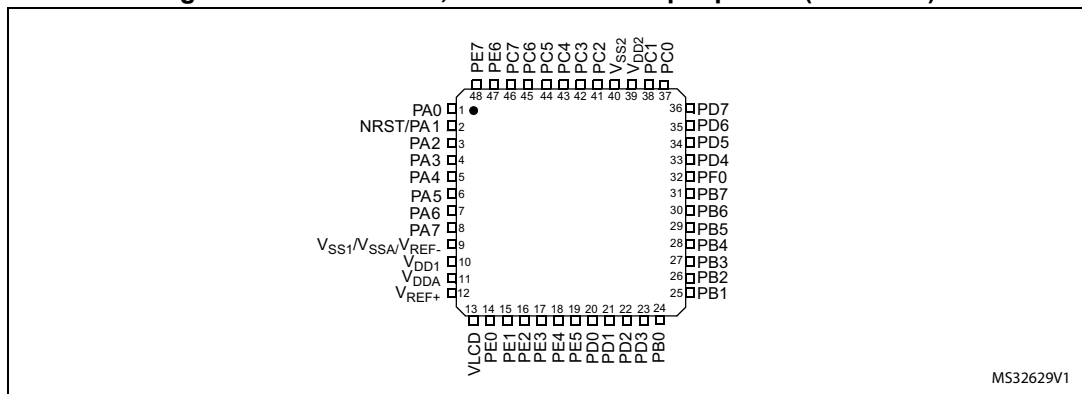 PE7
PE6
PC7
PC6
PC5
PC4
PC3
PC2
VSS2
VDD2
PC1
PC0
48 47 46 45 44 43 42 41 40 39 38 37
PA0 1
NRST/PA1 2
PA2 3
PA3 4
PA4 5
PA5 6
PA6 7
PA7 8
VSS1/VSSA/VREF- 9
VDD1 10
VDDA 11
VREF+ 12
36 PD7
35 PD6
34 PD5
33 PD4
32 PF0
31 PB7
30 PB6
29 PB5
28 PB4
27 PB3
26 PB2
25 PB1
13 14 15 16 17 18 19 20 21 22 23 24
VLCD
PE0
PE1
PE2
PE3
PE4
PE5
PD0
PD1
PD2
PD3
PB0
MS32629V1